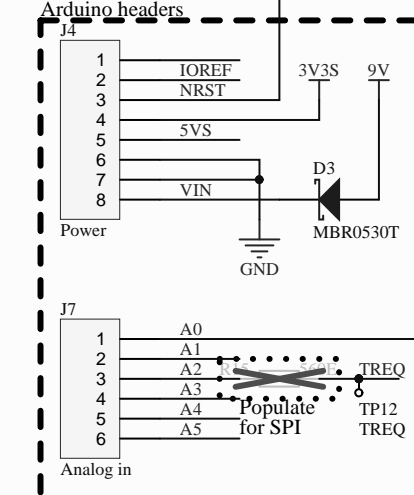 Arduino headers
J4
1
2
3
4
5
6
7
8
IOREF
NRST
5VS
VIN
3V3S
9V
D3
MBR0530T
GND
Power
J7
1
2
3
4
5
6
A0
A1
A2
A3
A4
A5
560E
TREQ
TP12
TREQ
Populate
for SPI
Analog in